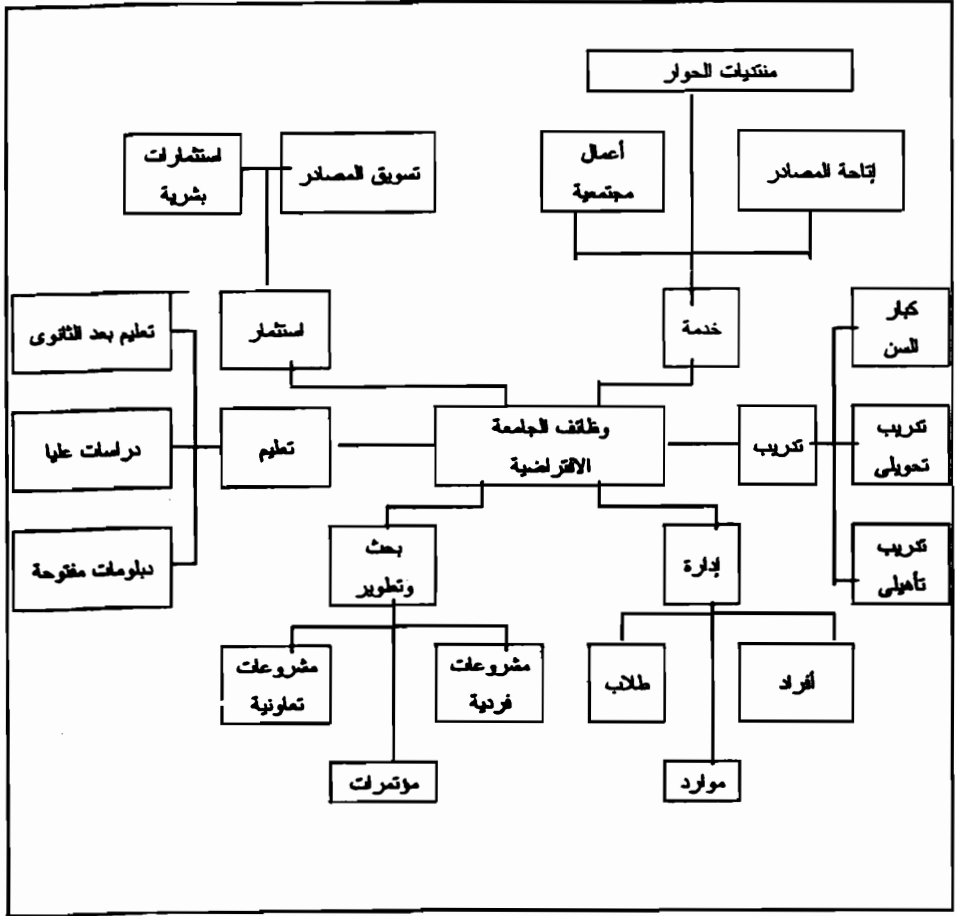 منتديات الحوار
إتاحة المصادر
أعمال
مجتمعية
تسويق المصادر
استثمارات
بشرية
كبار
السن
خدمة
استثمار
تعليم بعد الثانوى
تدريب
تحويلى
تدريب
وظائف الجامعة
الافتراضية
تعليم
دراسات عليا
تدريب
تأهيلى
إدارة
بحث
وتطوير
دبلومات مفتوحة
أفراد
طلاب
مشروعات
فردية
مشروعات
تعاونية
موارد
مؤتمرات